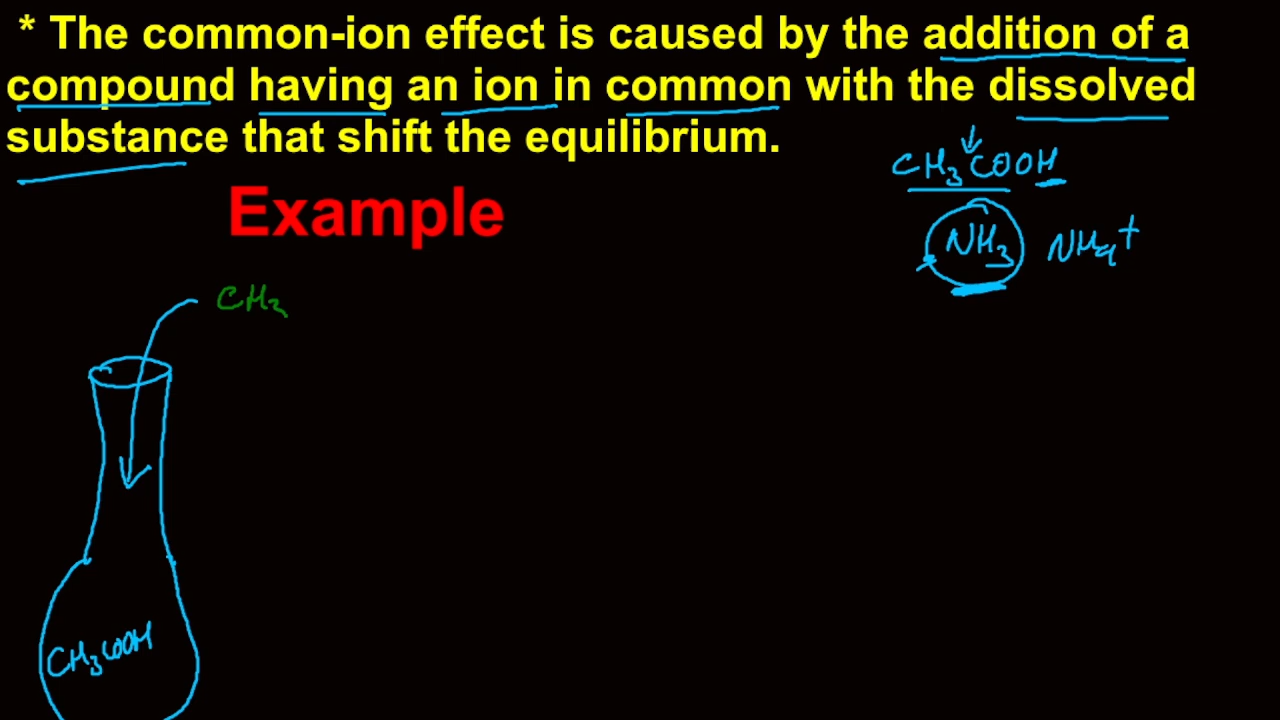 * The common-ion effect is caused by the addition of a
compound having an ion in common with the dissolved
substance that shift the equilibrium.
CH₃COOH
Example
NH₃ NH₄⁺
CH₃
CH₃COOH